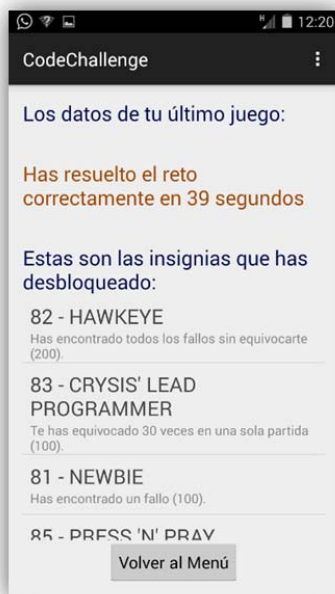 12:20
CodeChallenge
Los datos de tu último juego:
Has resuelto el reto
correctamente en 39 segundos
Estas son las insignias que has
desbloqueado:
82 - HAWKEYE
Has encontrado todos los fallos sin equivocarte
(200).
83 - CRYSIS' LEAD
PROGRAMMER
Te has equivocado 30 veces en una sola partida
(100).
81 - NEWBIE
Has encontrado un fallo (100).
85 - PRESS 'N' PRAY
Volver al Menú